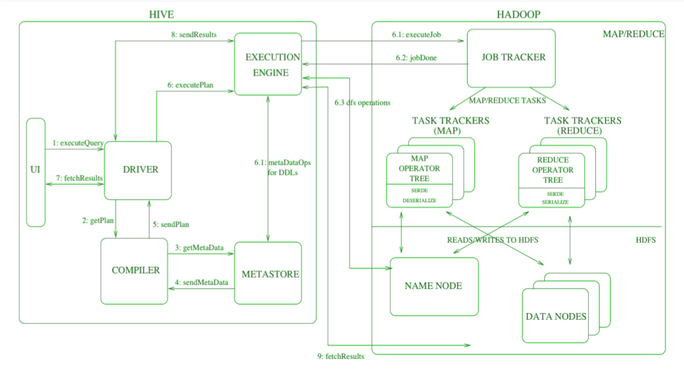 HIVE
HADOOP
8: sendResults
6.1: executeJob
MAP/REDUCE
EXECUTION
ENGINE
6.2: jobDone
JOB TRACKER
6: executePlan
6.3 dfs operations
MAP/REDUCE TASKS
TASK TRACKERS
(MAP)
TASK TRACKERS
(REDUCE)
UI
1: executeQuery
DRIVER
7: fetchResults
6.1: metaDataOps
for DDLs
MAP
OPERATOR
TREE
SERDE
DESERIALIZE
REDUCE
OPERATOR
TREE
SERDE
SERIALIZE
2: getPlan
5: sendPlan
COMPILER
3: getMetaData
4: sendMetaData
METASTORE
READS/WRITES TO HDFS
HDFS
NAME NODE
DATA NODES
9: fetchResults